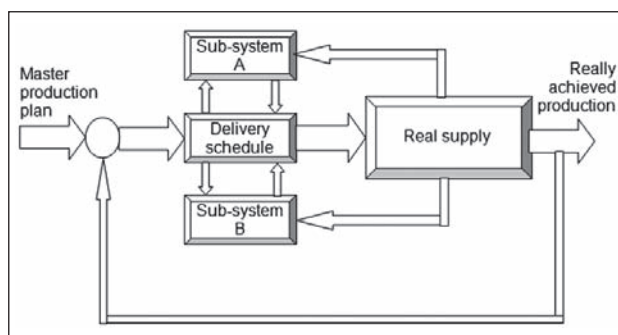 Master
production
plan
Sub-system
A
Delivery
schedule
Sub-system
B
Real supply
Really
achieved
production